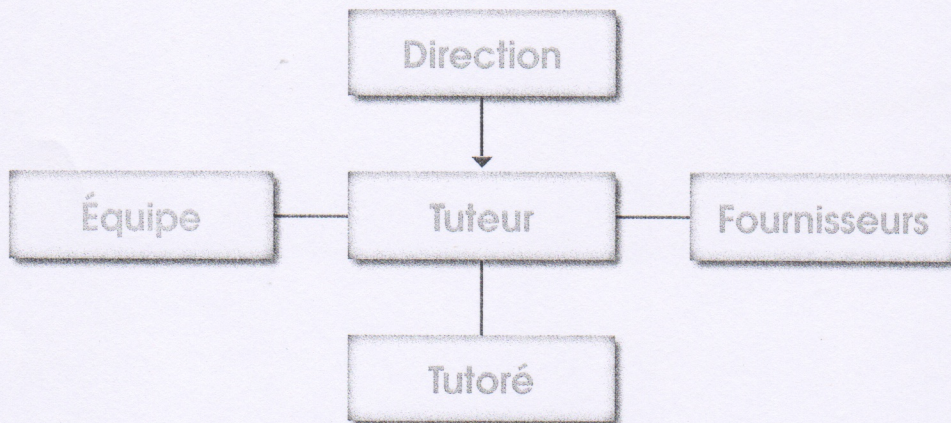 Direction
Équipe
Tuteur
Fournisseurs
Tutoré